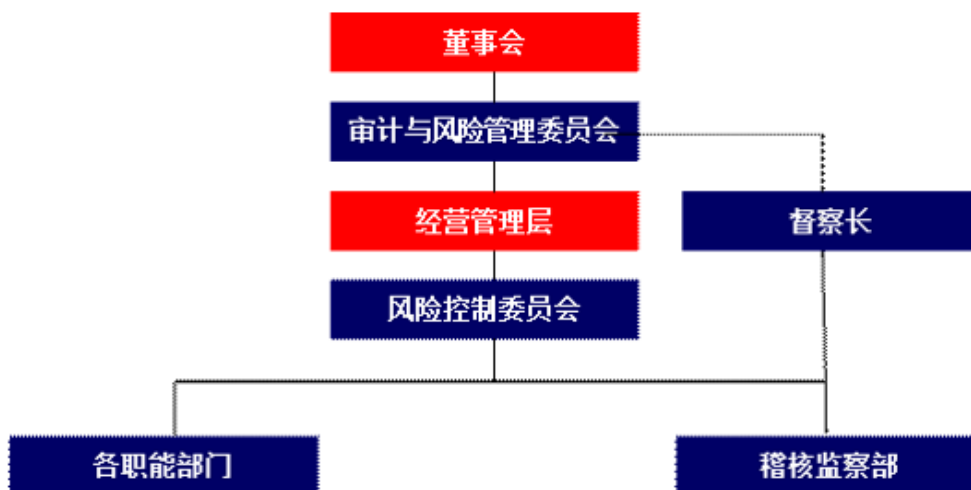 董事会
审计与风险管理委员会
经营管理层
督察长
风险控制委员会
各职能部门
稽核监察部